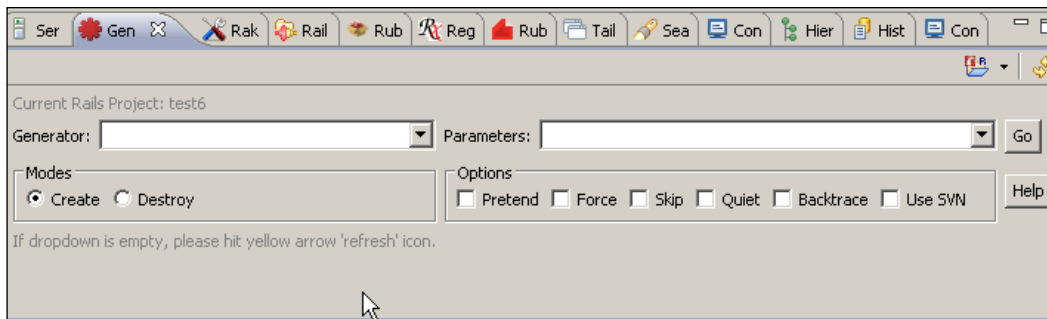 Ser Gen Rak Rail Rub Reg Rub Tail Sea Con Hier Hist Con
Current Rails Project: test6
Generator: Parameters: Go
Modes Options
Create Destroy Pretend Force Skip Quiet Backtrace Use SVN Help
If dropdown is empty, please hit yellow arrow 'refresh' icon.